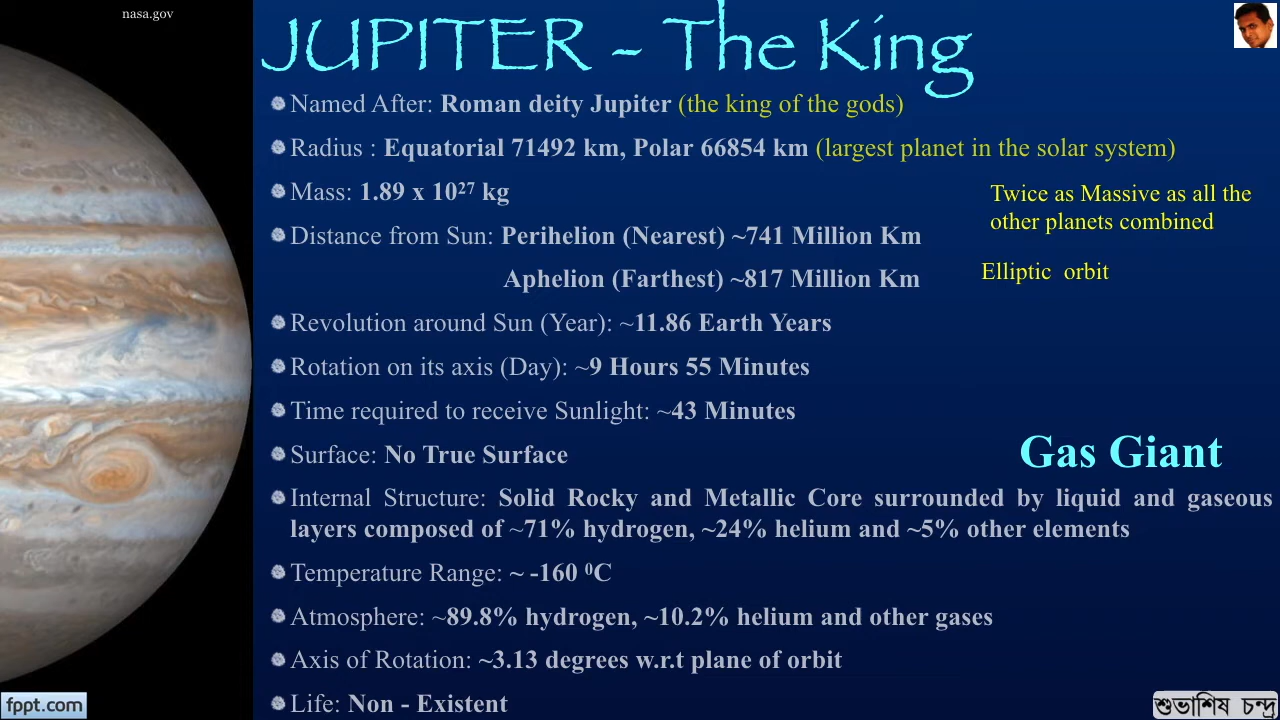 nasa.gov
JUPITER - The King
Named After: Roman deity Jupiter (the king of the gods)
Radius : Equatorial 71492 km, Polar 66854 km (largest planet in the solar system)
Mass: 1.89 x 10²⁷ kg
Twice as Massive as all the
other planets combined
Distance from Sun: Perihelion (Nearest) ~741 Million Km
Aphelion (Farthest) ~817 Million Km
Elliptic orbit
Revolution around Sun (Year): ~11.86 Earth Years
Rotation on its axis (Day): ~9 Hours 55 Minutes
Time required to receive Sunlight: ~43 Minutes
Surface: No True Surface
Gas Giant
Internal Structure: Solid Rocky and Metallic Core surrounded by liquid and gaseous
layers composed of ~71% hydrogen, ~24% helium and ~5% other elements
Temperature Range: ~ -160 ⁰C
Atmosphere: ~89.8% hydrogen, ~10.2% helium and other gases
Axis of Rotation: ~3.13 degrees w.r.t plane of orbit
Life: Non - Existent
fppt.com
শুভাশিষ চন্দ্র